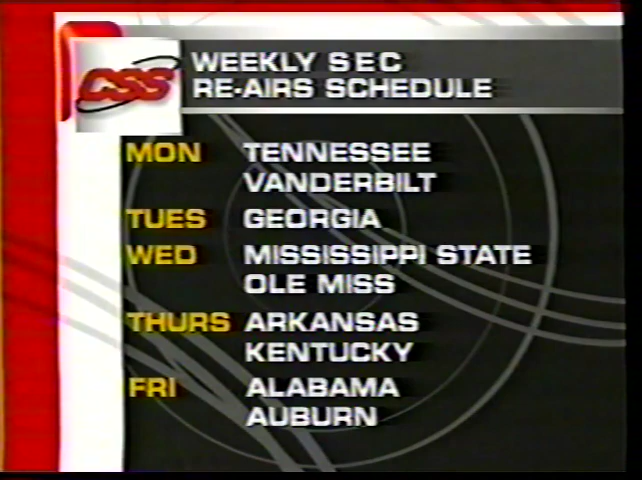 CSS
WEEKLY SEC
RE-AIRS SCHEDULE
MON TENNESSEE
VANDERBILT
TUES GEORGIA
WED MISSISSIPPI STATE
OLE MISS
THURS ARKANSAS
KENTUCKY
FRI ALABAMA
AUBURN